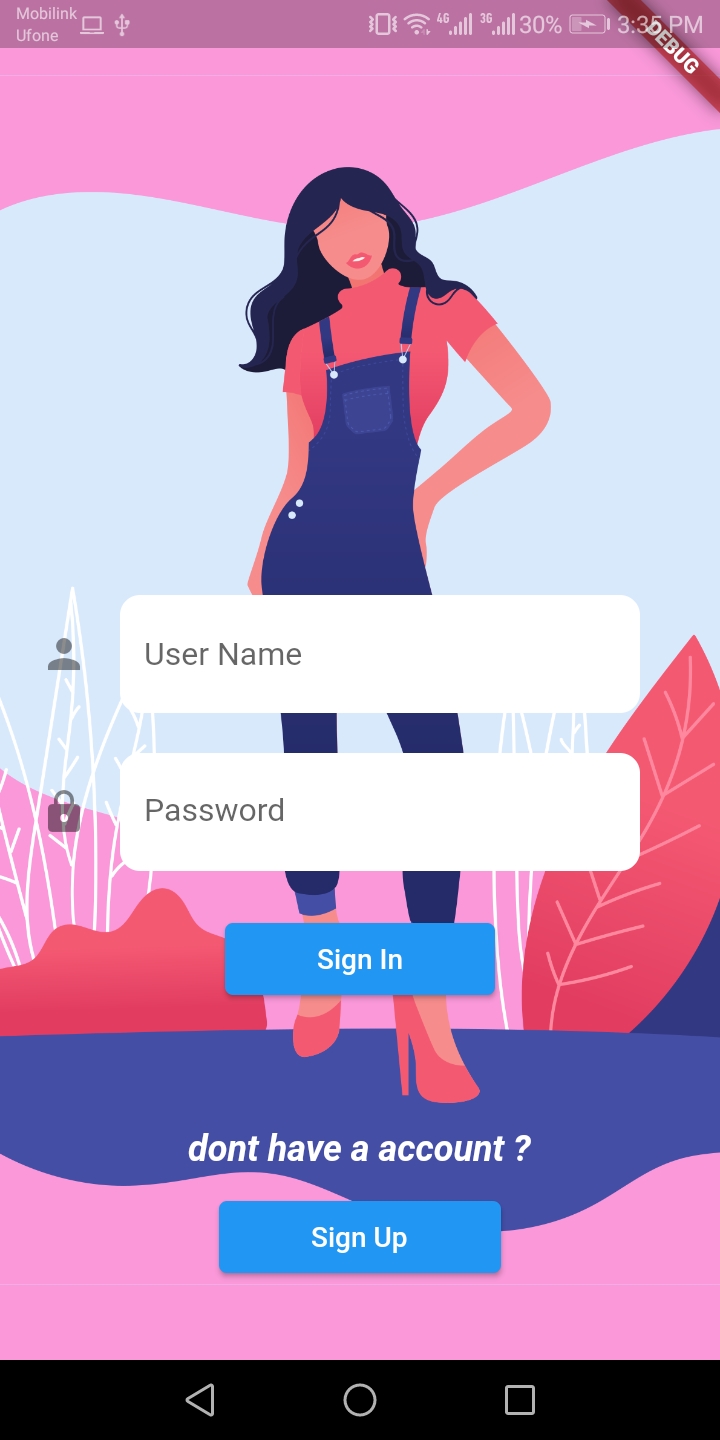 Mobilink
Ufone
4G 3G 30% 3:35 PM
DEBUG
User Name
Password
Sign In
dont have a account ?
Sign Up